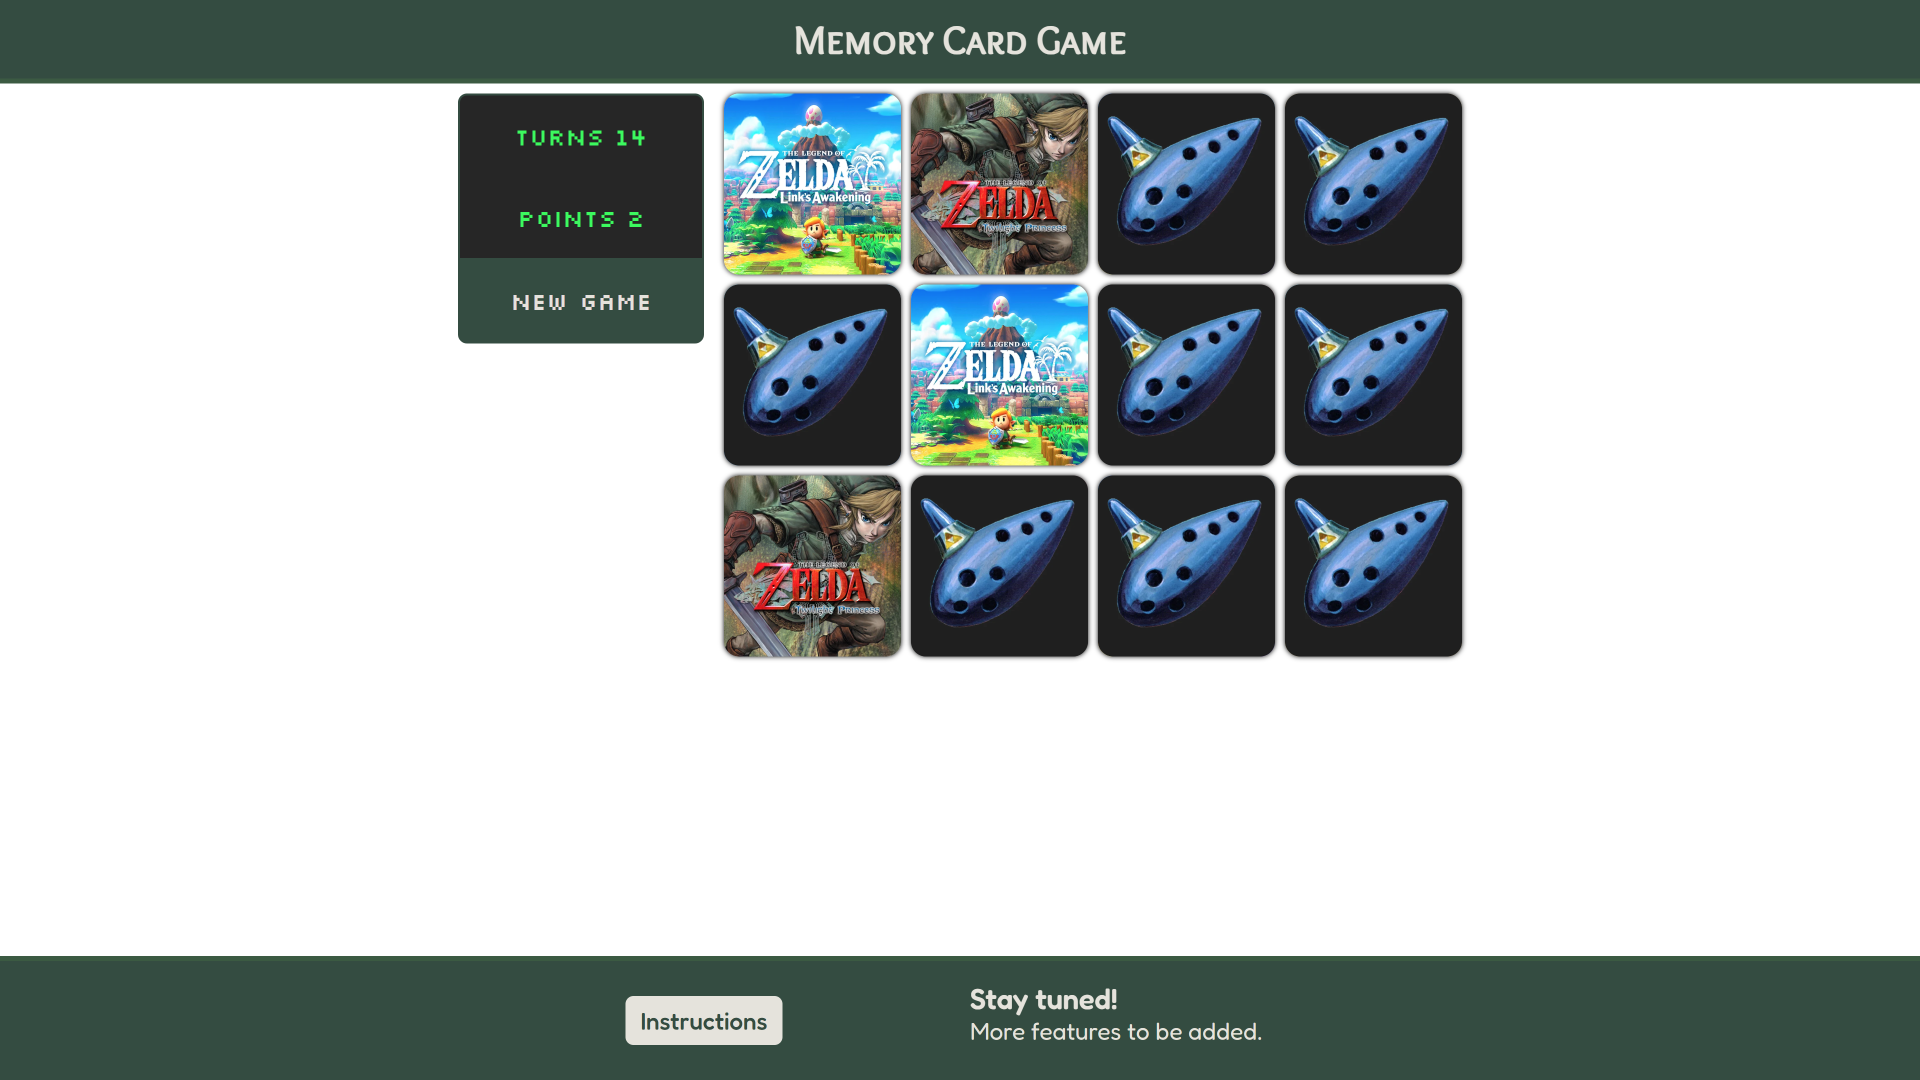 Memory Card Game
TURNS 14
POINTS 2
NEW GAME
THE LEGEND OF
ZELDA
Link's Awakening
THE LEGEND OF
ZELDA
Twilight Princess
THE LEGEND OF
ZELDA
Link's Awakening
THE LEGEND OF
ZELDA
Twilight Princess
Instructions
Stay tuned!
More features to be added.